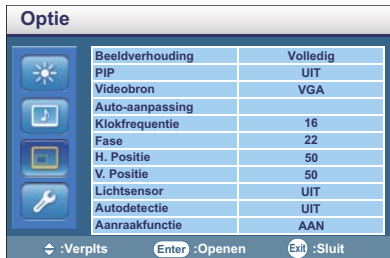 Optie
Beeldverhouding Volledig
PIP UIT
Videobron VGA
Auto-aanpassing
Klokfrequentie 16
Fase 22
H. Positie 50
V. Positie 50
Lichtsensor UIT
Autodetectie UIT
Aanraakfunctie AAN
:Verplts Enter :Openen Exit :Sluit